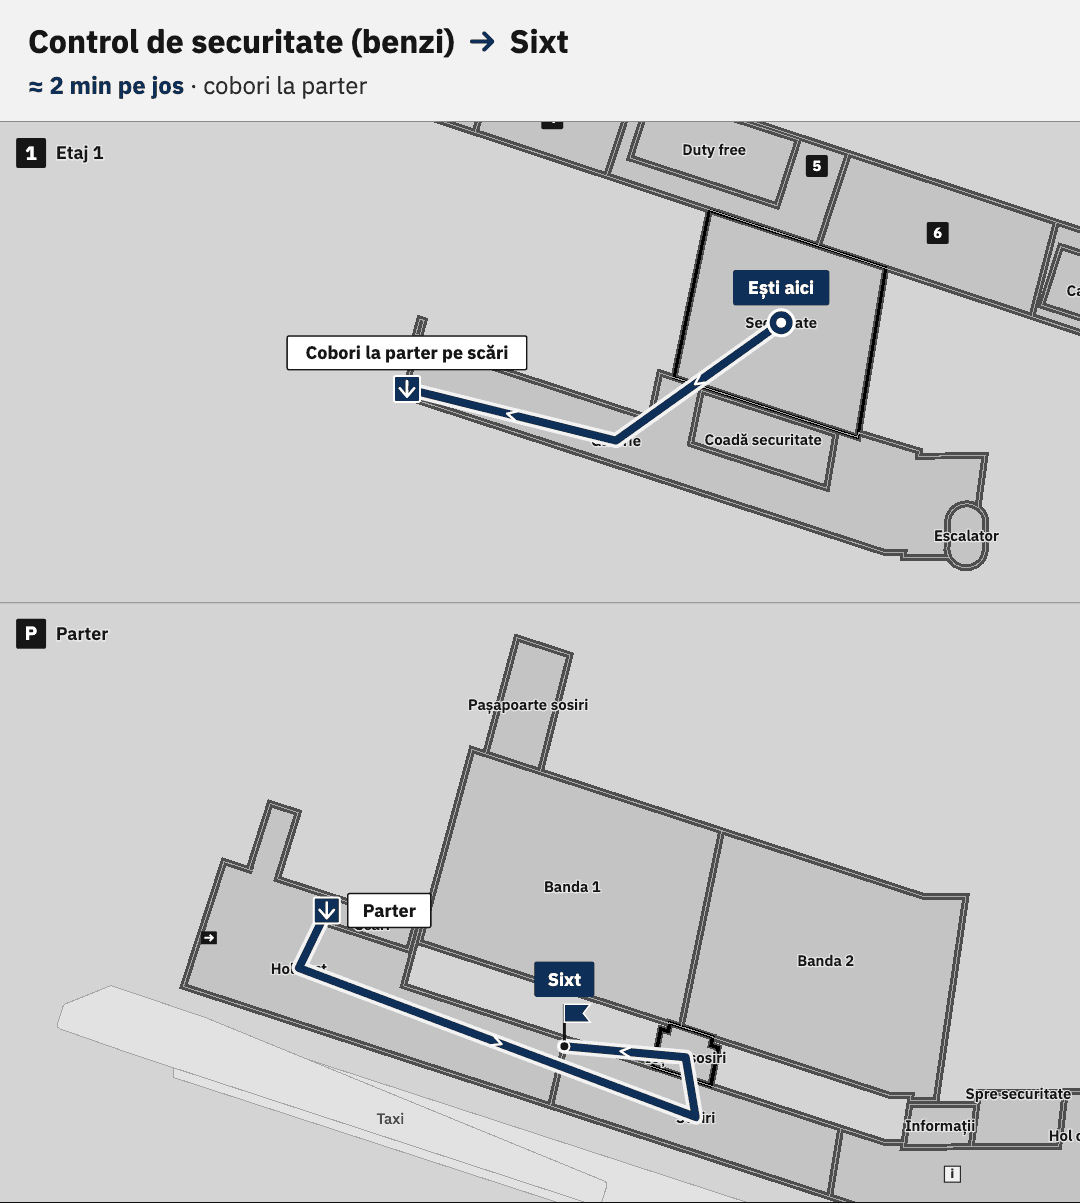 Control de securitate (benzi) → Sixt
≈ 2 min pe jos · cobori la parter
1 Etaj 1
Duty free
5
6
Ești aici
Cobori la parter pe scări
Coadă securitate
Escalator
P Parter
Pașapoarte sosiri
Banda 1
Parter
Banda 2
Sixt
sosiri
Spre securitate
Informații
Taxi
i